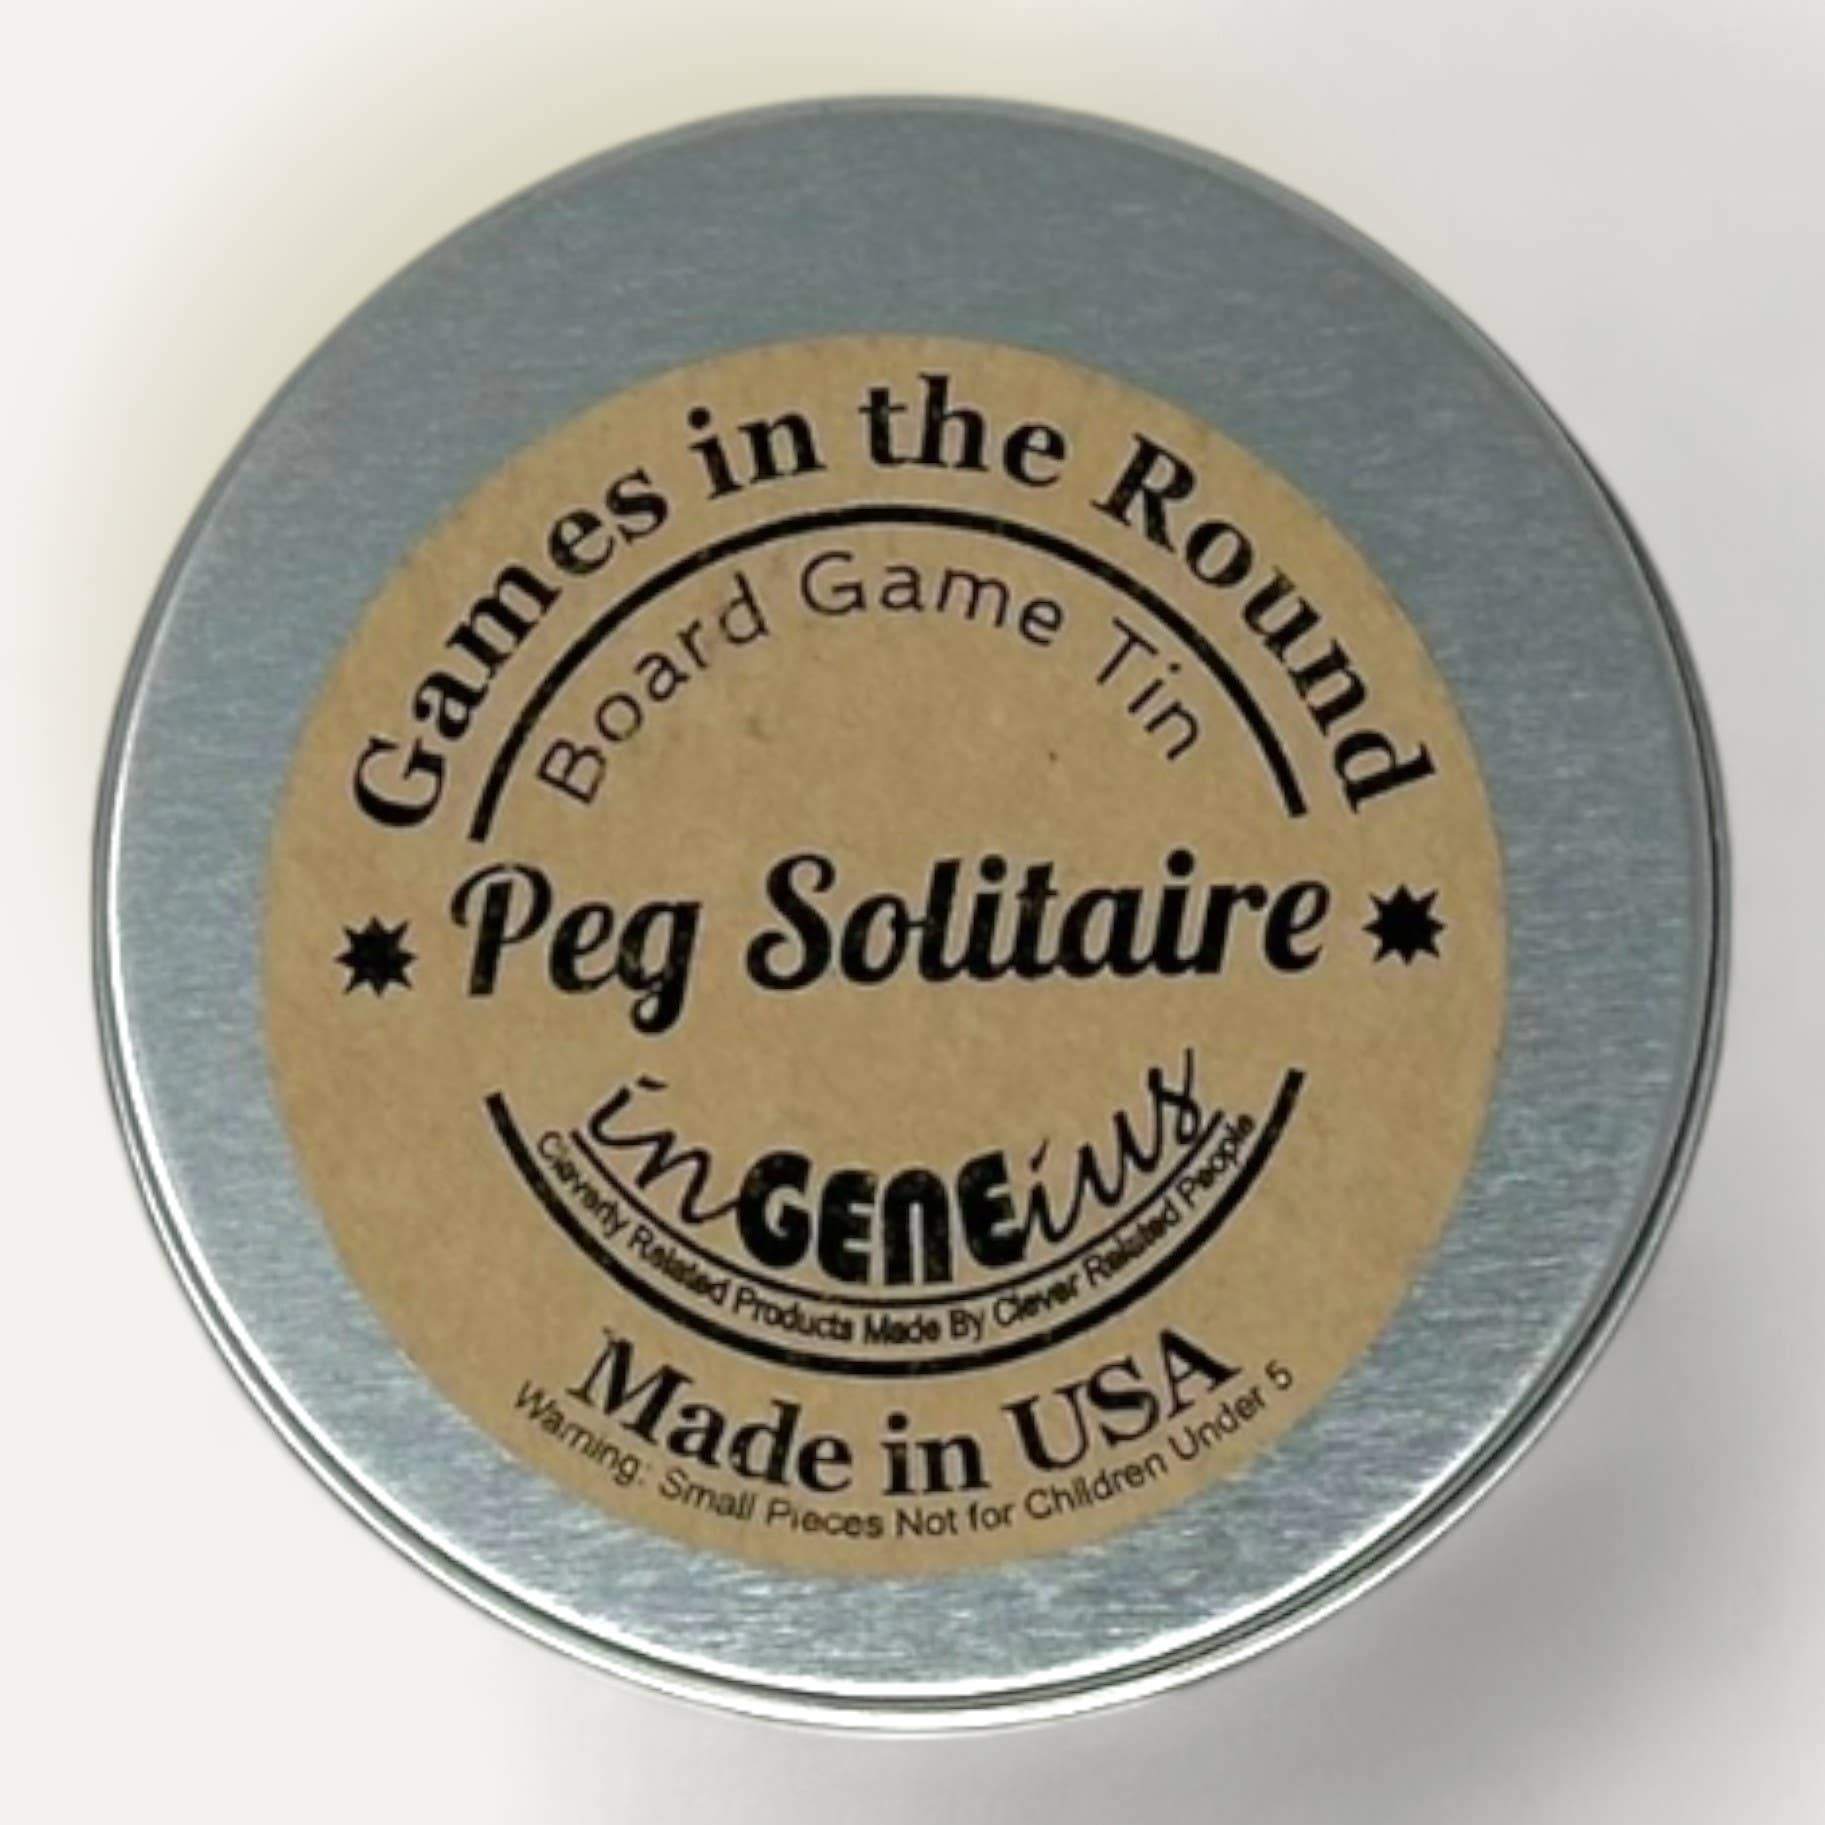 Games in the Round
Board Game Tin
Peg Solitaire
inGENEius
Cleverly Related Products Made By Clever Related People
Made in USA
Warning: Small Pieces Not for Children Under 5